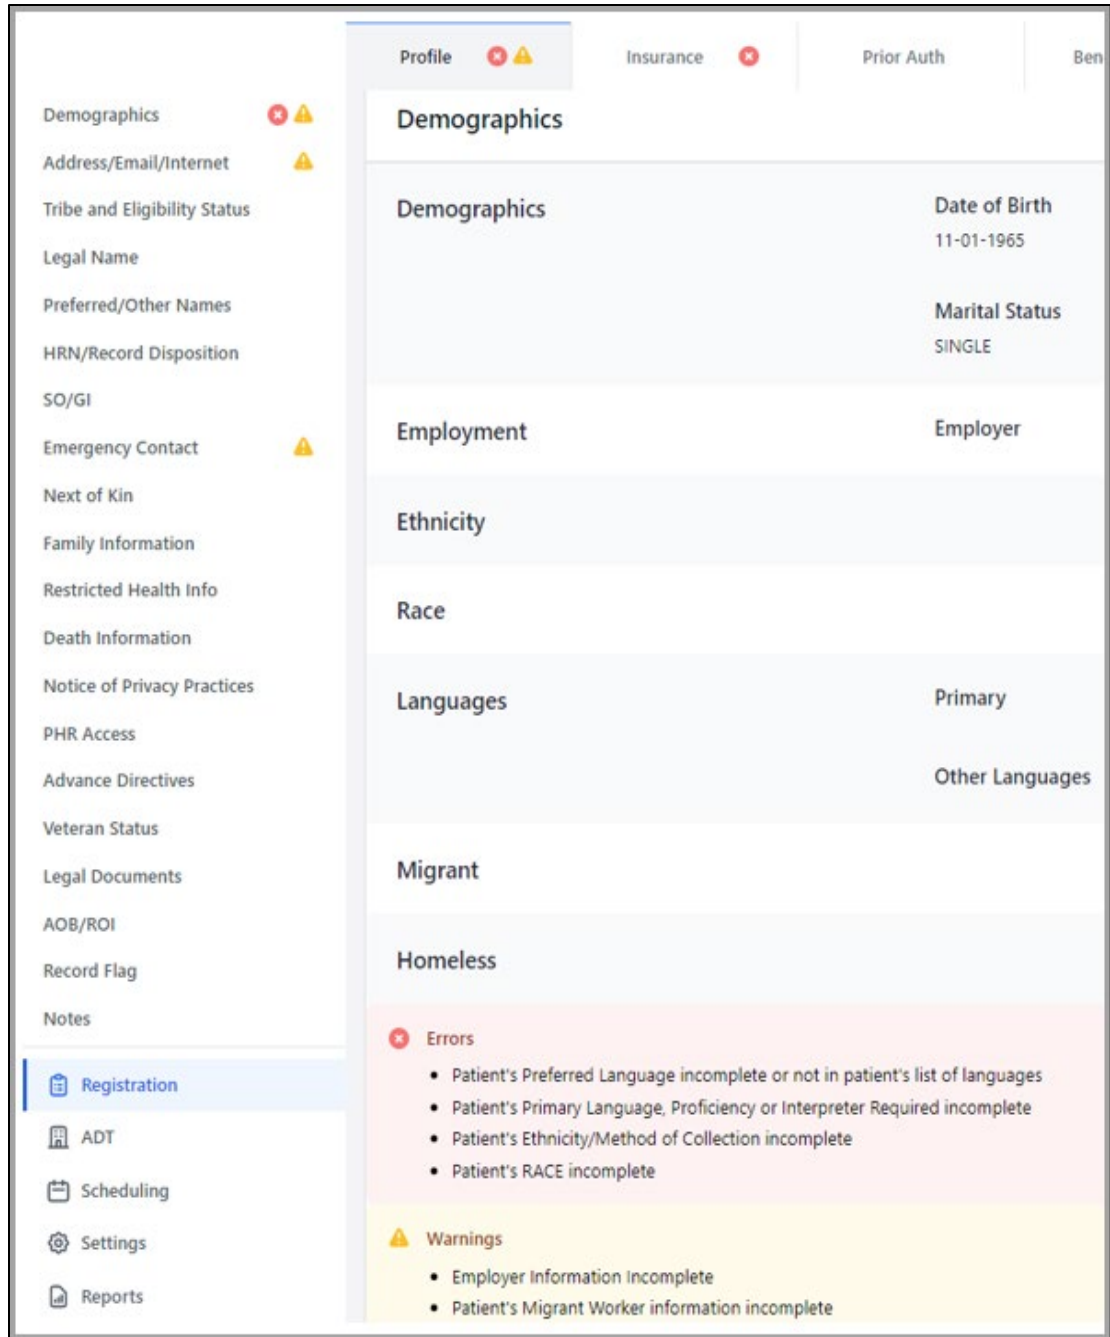 Profile Insurance Prior Auth Ben
Demographics
Address/Email/Internet
Tribe and Eligibility Status
Legal Name
Preferred/Other Names
HRN/Record Disposition
SO/GI
Emergency Contact
Next of Kin
Family Information
Restricted Health Info
Death Information
Notice of Privacy Practices
PHR Access
Advance Directives
Veteran Status
Legal Documents
AOB/ROI
Record Flag
Notes
Registration
ADT
Scheduling
Settings
Reports
Demographics
Demographics
Date of Birth
11-01-1965
Marital Status
SINGLE
Employment
Employer
Ethnicity
Race
Languages
Primary
Other Languages
Migrant
Homeless
Errors
• Patient's Preferred Language incomplete or not in patient's list of languages
• Patient's Primary Language, Proficiency or Interpreter Required incomplete
• Patient's Ethnicity/Method of Collection incomplete
• Patient's RACE incomplete
Warnings
• Employer Information Incomplete
• Patient's Migrant Worker information incomplete